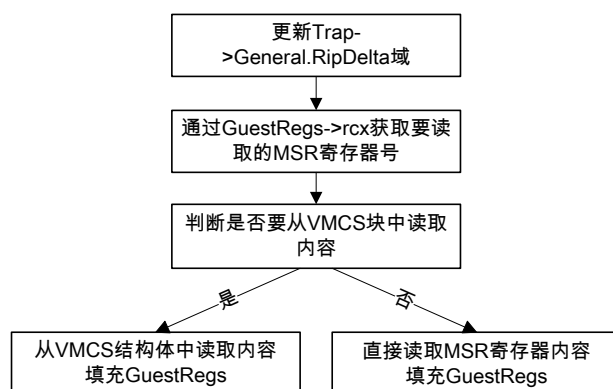 更新Trap-
>General.RipDelta域
通过GuestRegs->rcx获取要读
取的MSR寄存器号
判断是否要从VMCS块中读取
内容
是
否
从VMCS结构体中读取内容
填充GuestRegs
直接读取MSR寄存器内容
填充GuestRegs